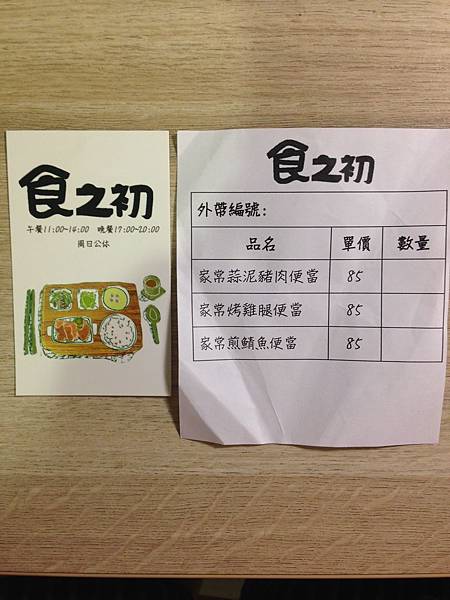 食之初
午餐11:00~14:00 晚餐17:00~20:00
周日公休
食之初
外帶編號:
品名 單價 數量
家常蒜泥豬肉便當 85
家常烤雞腿便當 85
家常煎鯖魚便當 85